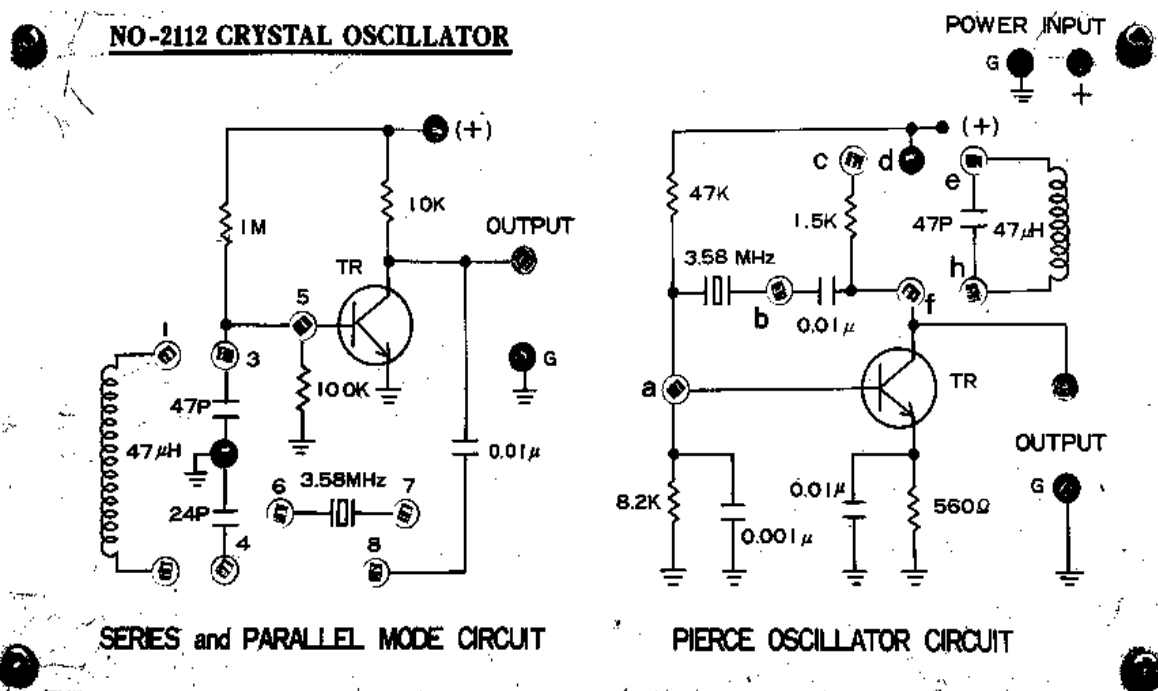 NO-2112 CRYSTAL OSCILLATOR
POWER INPUT
G
+
(+)
1M
10K
OUTPUT
TR
5
1
3
100K
G
47P
47μH
0.01μ
6
3.58MHz
7
24P
4
8
SERIES and PARALLEL MODE CIRCUIT
(+)
c
d
e
47K
1.5K
47P
47μH
3.58 MHz
h
b
0.01μ
f
a
TR
OUTPUT
8.2K
0.01μ
560Ω
G
0.001μ
PIERCE OSCILLATOR CIRCUIT